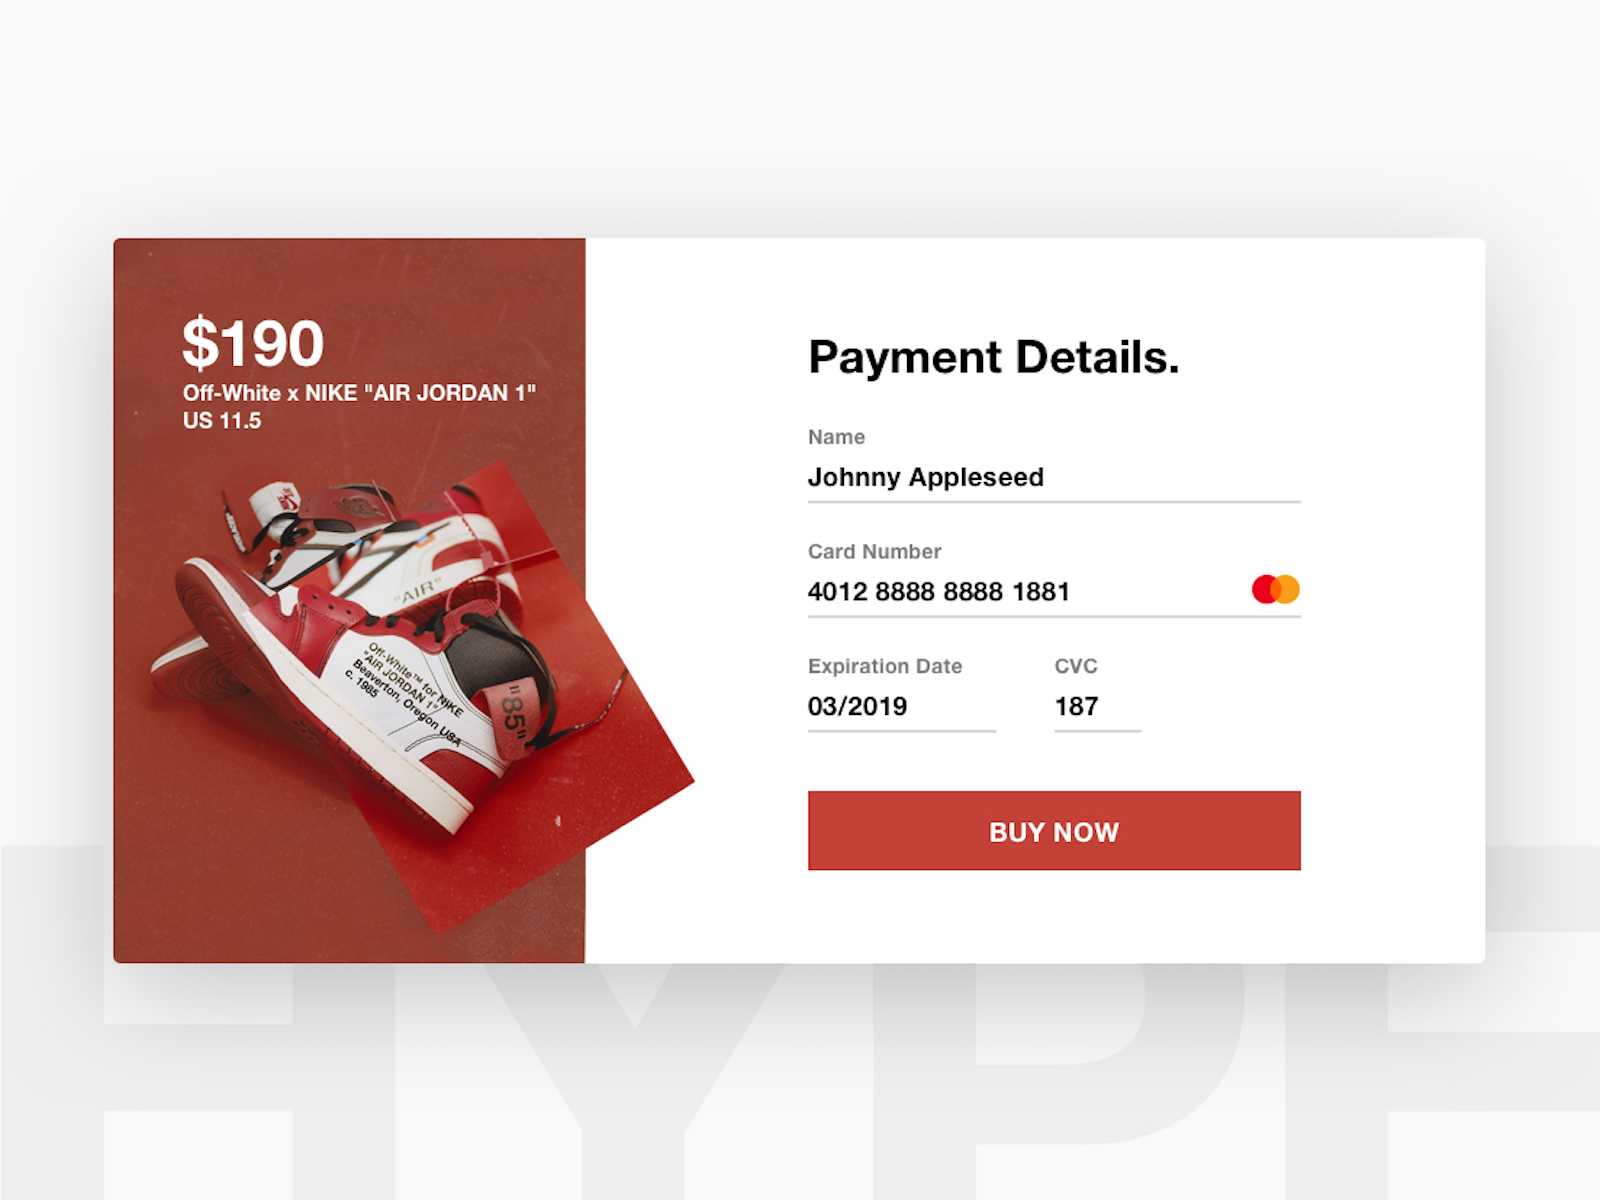 $190
Off-White x NIKE "AIR JORDAN 1"
US 11.5
"AIR"
Off-White™ for NIKE
"AIR JORDAN 1"
Beaverton, Oregon USA
c. 1985
"85"
Payment Details.
Name
Johnny Appleseed
Card Number
4012 8888 8888 1881
Expiration Date
CVC
03/2019
187
BUY NOW
HYPE